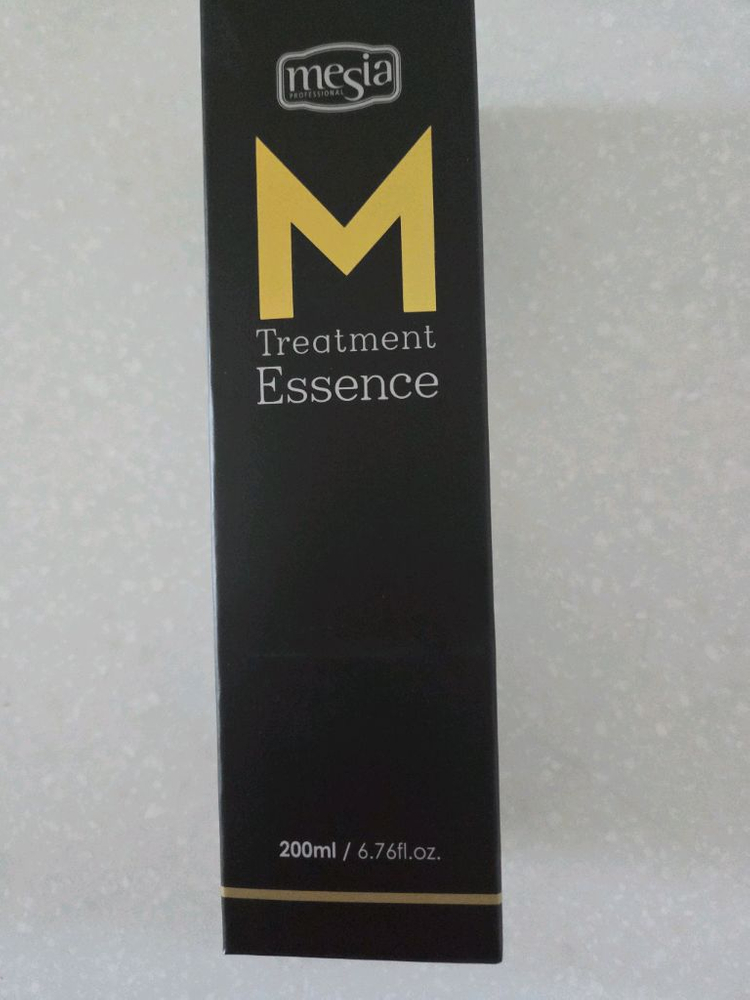 mesia
PROFESSIONAL
M
Treatment
Essence
200ml / 6.76fl.oz.